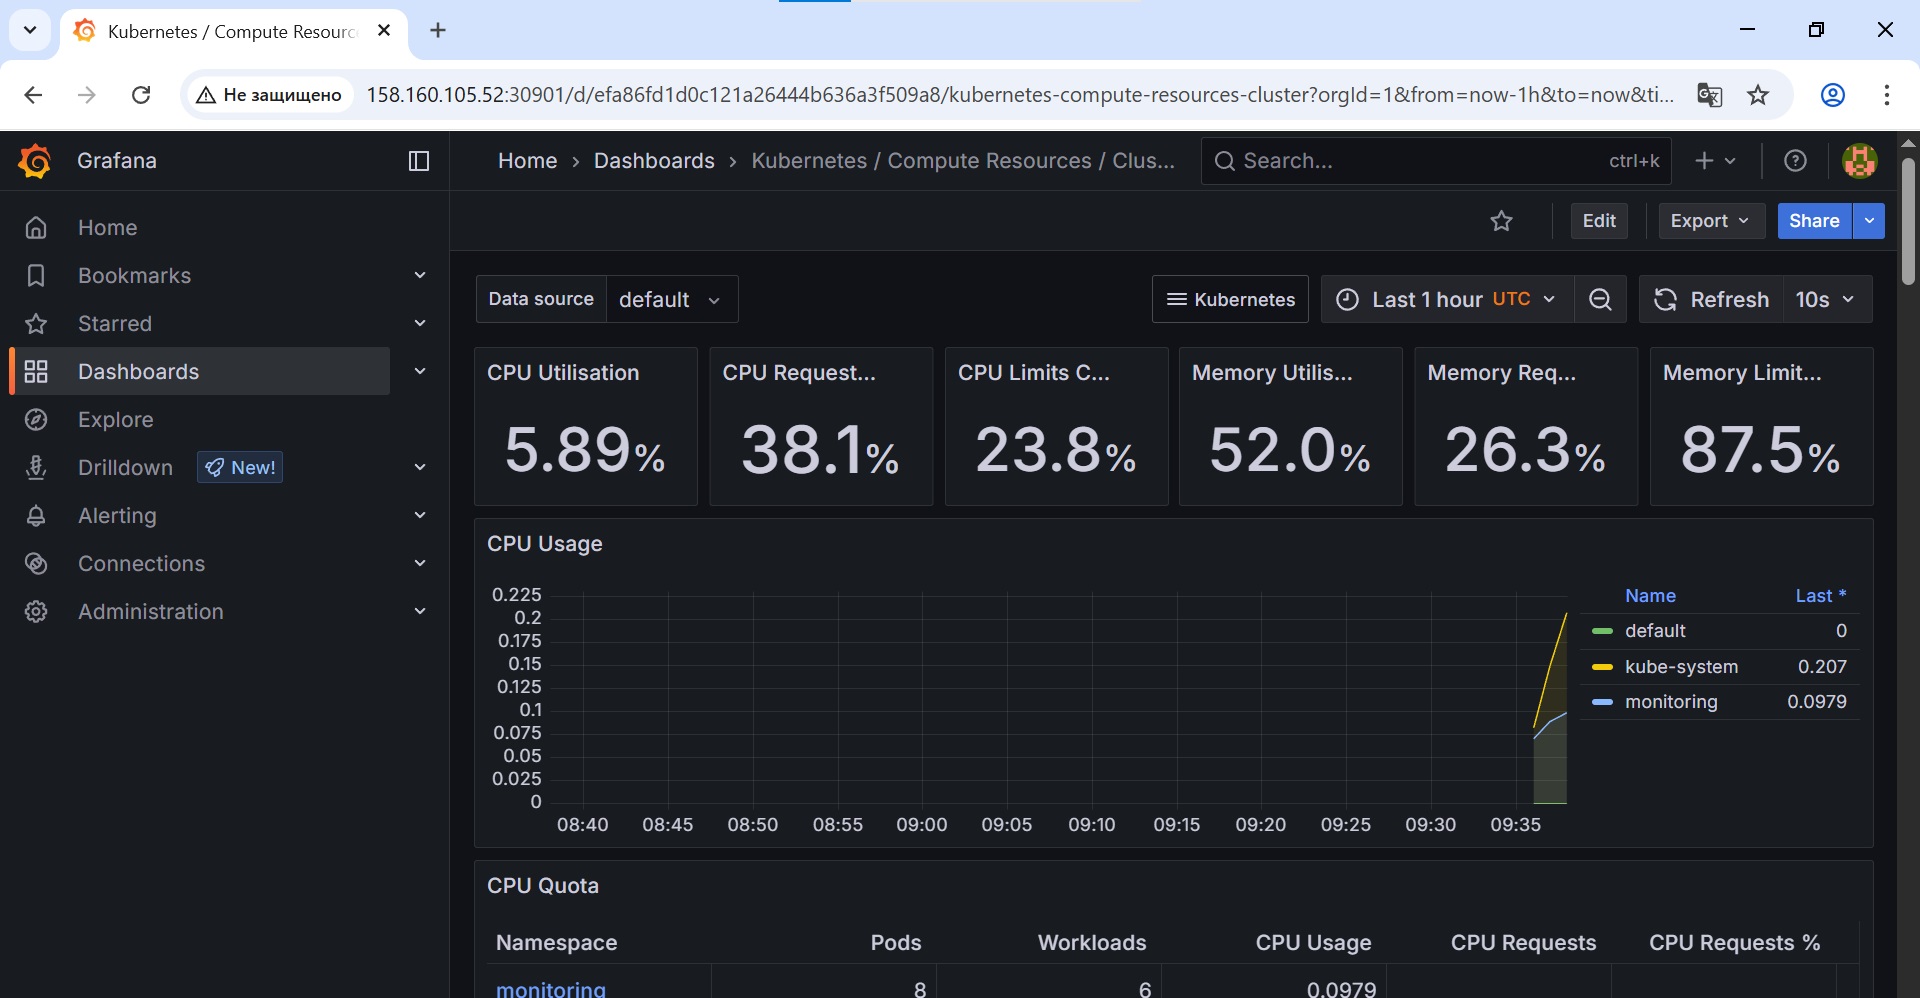 Kubernetes / Compute Resourc
Не защищено
158.160.105.52:30901/d/efa86fd1d0c121a26444b636a3f509a8/kubernetes-compute-resources-cluster?orgId=1&from=now-1h&to=now&ti...
Grafana
Home › Dashboards › Kubernetes / Compute Resources / Clus...
Search... ctrl+k
Edit
Export
Share
Home
Bookmarks
Starred
Dashboards
Explore
Drilldown New!
Alerting
Connections
Administration
Data source default
Kubernetes
Last 1 hour UTC
Refresh 10s
CPU Utilisation
5.89%
CPU Request...
38.1%
CPU Limits C...
23.8%
Memory Utilis...
52.0%
Memory Req...
26.3%
Memory Limit...
87.5%
CPU Usage
0.225
0.2
0.175
0.15
0.125
0.1
0.075
0.05
0.025
0
08:40 08:45 08:50 08:55 09:00 09:05 09:10 09:15 09:20 09:25 09:30 09:35
Name Last *
default 0
kube-system 0.207
monitoring 0.0979
CPU Quota
Namespace Pods Workloads CPU Usage CPU Requests CPU Requests %
monitoring 8 6 0.0979